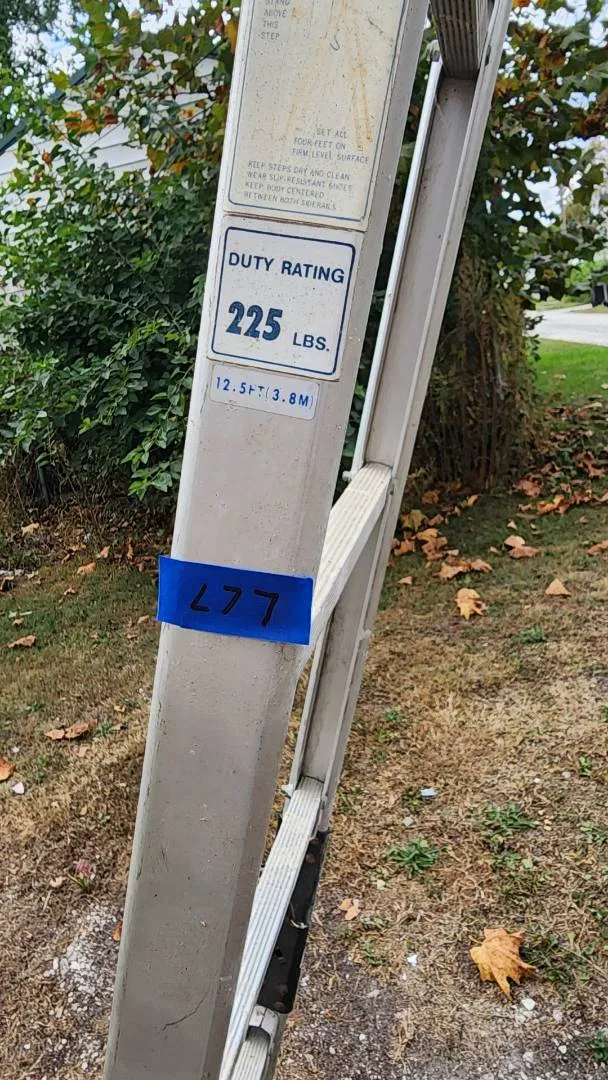 STAND
ABOVE
THIS
STEP
SET ALL
FOUR FEET ON
FIRM LEVEL SURFACE
KEEP STEPS DRY AND CLEAN
WEAR SLIP-RESISTANT SHOES
KEEP BODY CENTERED
BETWEEN BOTH SIDERAILS
DUTY RATING
225 LBS.
12.5FT(3.8M)
L77